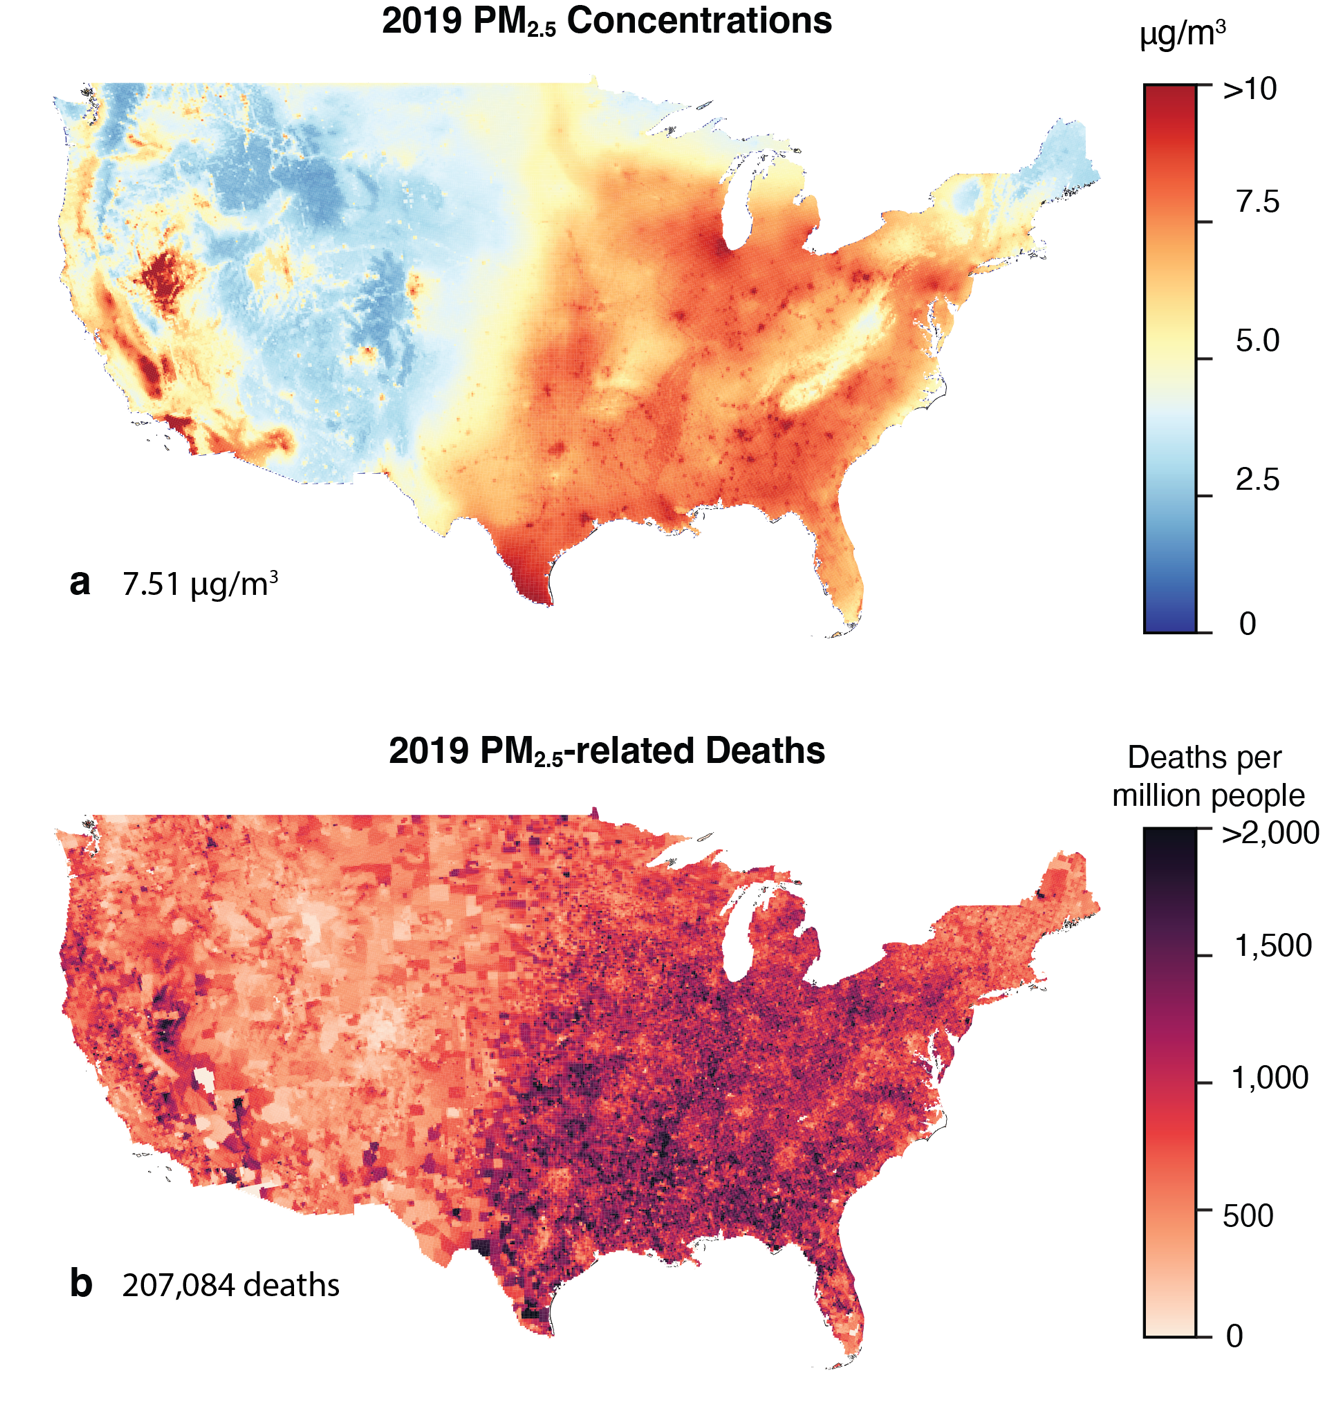 2019 PM2.5 Concentrations
µg/m³
>10
7.5
5.0
2.5
0
a 7.51 µg/m³
2019 PM2.5-related Deaths
Deaths per
million people
>2,000
1,500
1,000
500
0
b 207,084 deaths